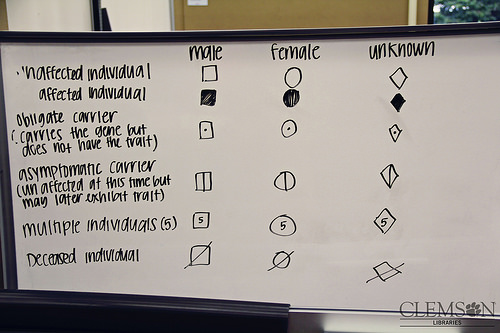 male female unknown
unaffected individual
affected individual
obligate carrier
(carries the gene but
does not have the trait)
asymptomatic carrier
(un affected at this time but
may later exhibit trait)
multiple individuals (5) 5 5 5
Deceased individual
CLEMSON
LIBRARIES